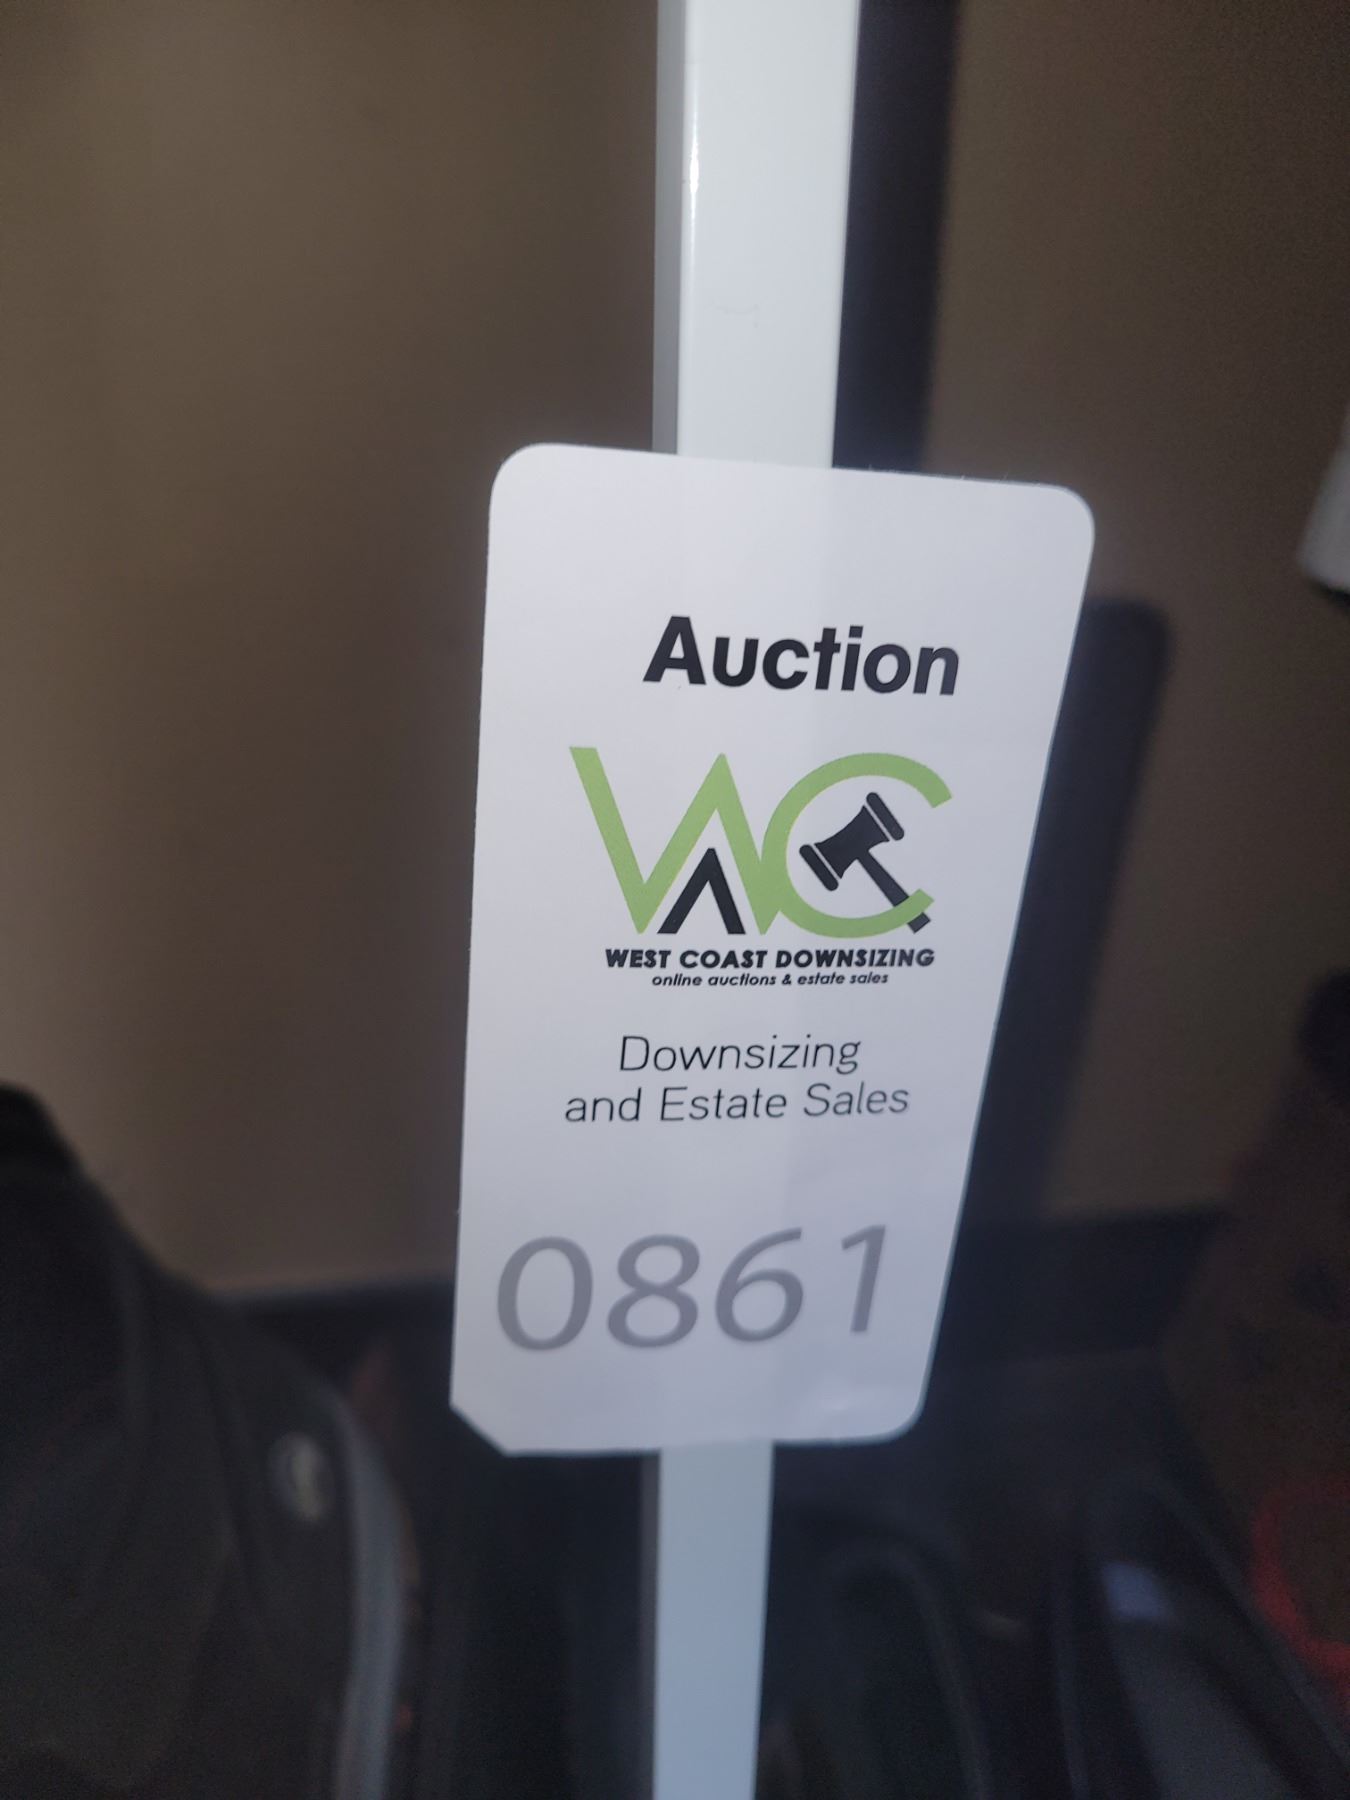 Auction
WC
WEST COAST DOWNSIZING
online auctions & estate sales
Downsizing
and Estate Sales
0861